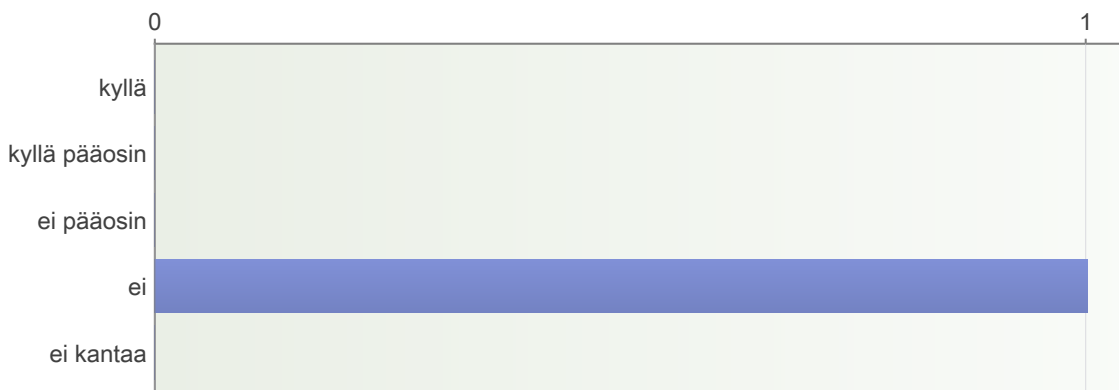 0 1
kyllä
kyllä pääosin
ei pääosin
ei
ei kantaa